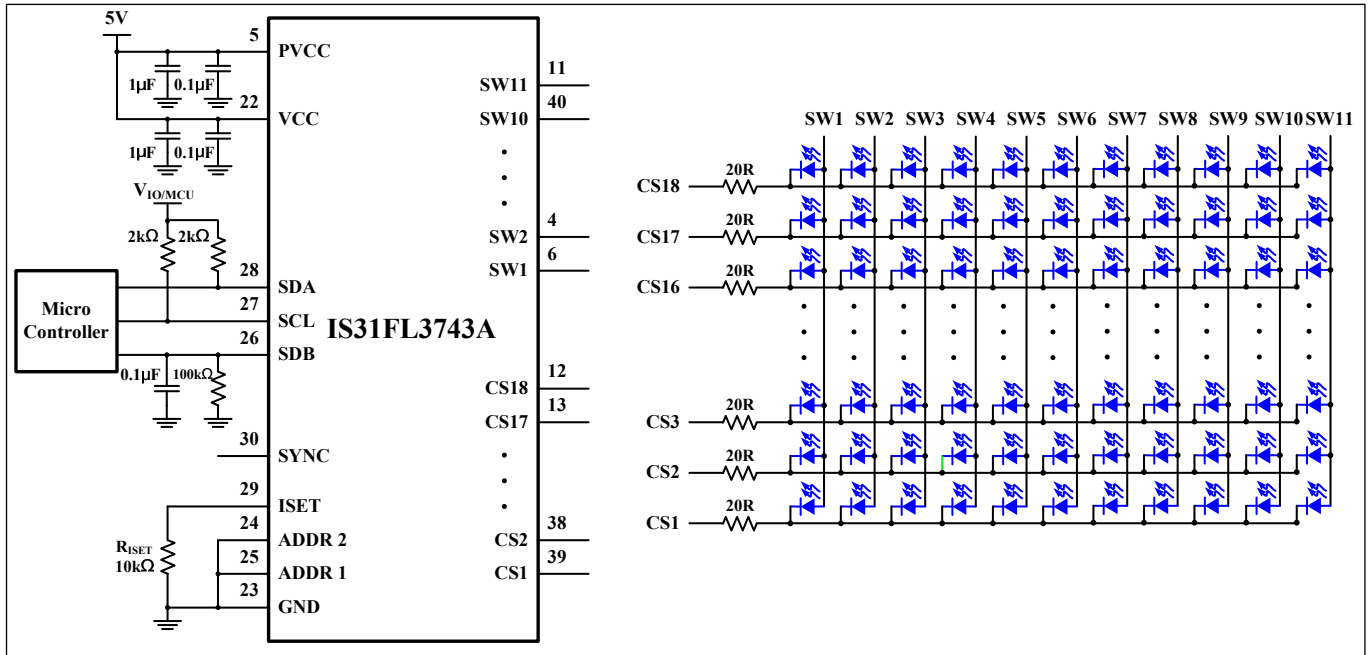 5V
5
PVCC
1μF 0.1μF
22
VCC
1μF 0.1μF
VIO/MCU
2kΩ 2kΩ
28
SDA
27
SCL
26
SDB
Micro
Controller
0.1μF 100kΩ
30
SYNC
29
ISET
24
ADDR 2
25
ADDR 1
23
GND
RISET
10kΩ
IS31FL3743A
11
SW11
40
SW10
4
SW2
6
SW1
12
CS18
13
CS17
38
CS2
39
CS1
SW1 SW2 SW3 SW4 SW5 SW6 SW7 SW8 SW9 SW10 SW11
20R
CS18
20R
CS17
20R
CS16
20R
CS3
20R
CS2
20R
CS1